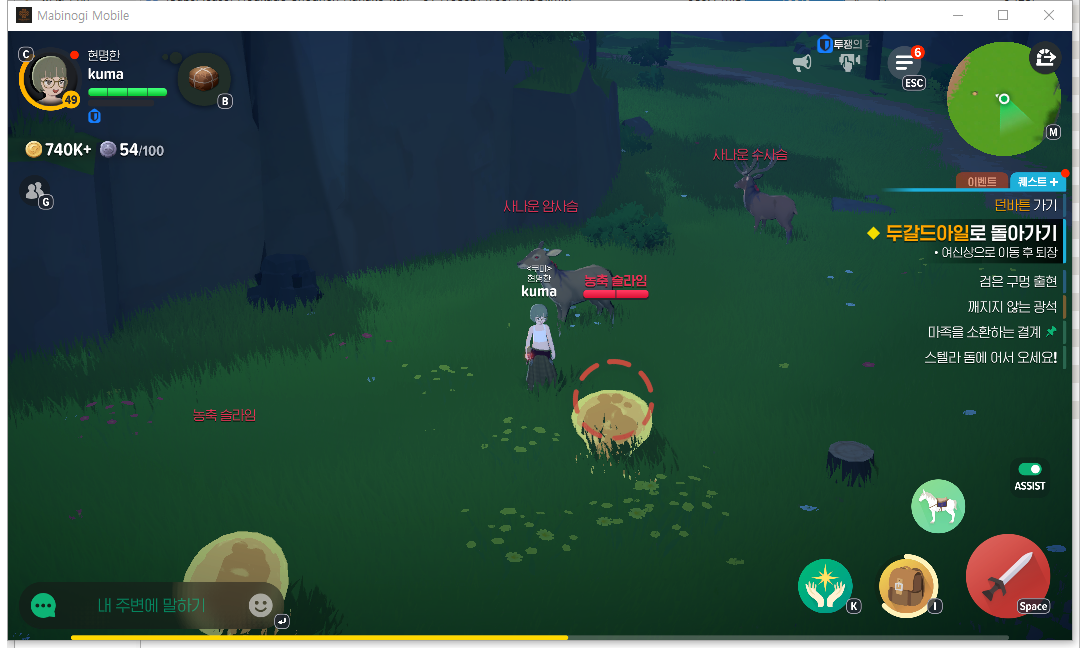 Mabinogi Mobile
C
현명한
kuma
49
B
740K+
54/100
G
투쟁의
6
ESC
M
이벤트
퀘스트 +
던바튼 가기
두갈드아일로 돌아가기
• 여신상으로 이동 후 퇴장
검은 구멍 출현
깨지지 않는 광석
마족을 소환하는 결계
스텔라 돔에 어서 오세요!
사나운 수사슴
사나운 암사슴
현명한
kuma
농축 슬라임
농축 슬라임
ASSIST
내 주변에 말하기
K
I
Space